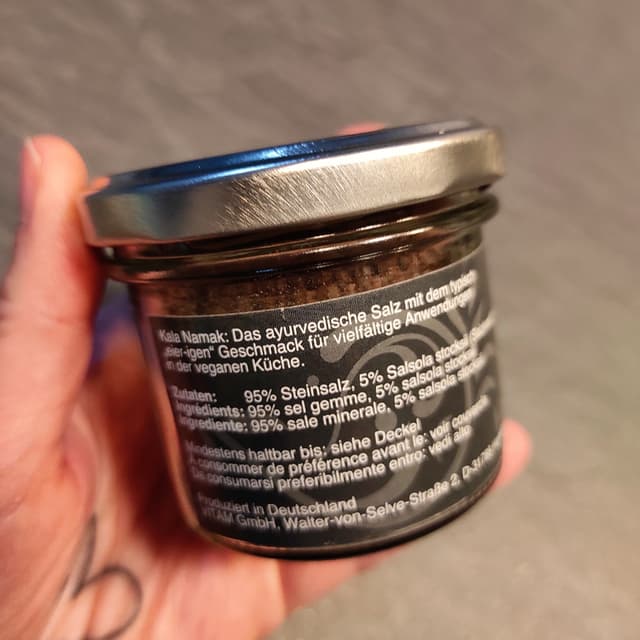 Kala Namak: Das ayurvedische Salz mit dem typisch
„eier-igen“ Geschmack für vielfältige Anwendungen
in der veganen Küche.
Zutaten: 95% Steinsalz, 5% Salsola stocksii
Ingrédients: 95% sel gemme, 5% salsola stocksii
Ingrediente: 95% sale minerale, 5% salsola stocksii
Mindestens haltbar bis: siehe Deckel
A consommer de préférence avant le: voir couvercle
Da consumarsi preferibilmente entro: vedi alto
Produziert in Deutschland
VITAM GmbH, Walter-von-Selve-Straße 2, D-3178